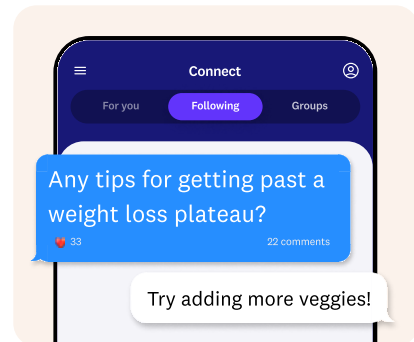 Connect
For you Following Groups
Any tips for getting past a
weight loss plateau?
33 22 comments
Try adding more veggies!